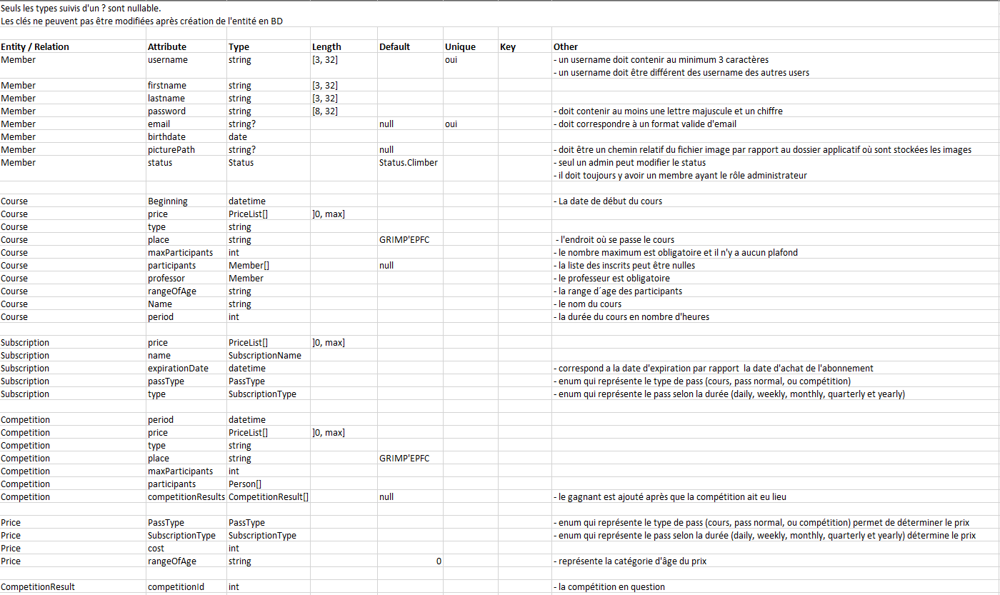 Seuls les types suivis d'un ? sont nullable.
Les clés ne peuvent pas être modifiées après création de l'entité en BD
Entity / Relation Attribute Type Length Default Unique Key Other
Member username string [3, 32] oui - un username doit contenir au minimum 3 caractères
- un username doit être différent des username des autres users
Member firstname string [3, 32]
Member lastname string [3, 32]
Member password string [8, 32] - doit contenir au moins une lettre majuscule et un chiffre
Member email string? null oui - doit correspondre à un format valide d'email
Member birthdate date
Member picturePath string? null - doit être un chemin relatif du fichier image par rapport au dossier applicatif où sont stockées les images
Member status Status Status.Climber - seul un admin peut modifier le status
- il doit toujours y avoir un membre ayant le rôle administrateur
Course Beginning datetime - La date de début du cours
Course price PriceList[] ]0, max]
Course type string
Course place string GRIMP'EPFC - l'endroit où se passe le cours
Course maxParticipants int - le nombre maximum est obligatoire et il n'y a aucun plafond
Course participants Member[] null - la liste des inscrits peut être nulles
Course professor Member - le professeur est obligatoire
Course rangeOfAge string - la range d´age des participants
Course Name string - le nom du cours
Course period int - la durée du cours en nombre d'heures
Subscription price PriceList[] ]0, max]
Subscription name SubscriptionName
Subscription expirationDate datetime - correspond a la date d'expiration par rapport  la date d'achat de l'abonnement
Subscription passType PassType - enum qui représente le type de pass (cours, pass normal, ou compétition)
Subscription type SubscriptionType - enum qui représente le pass selon la durée (daily, weekly, monthly, quarterly et yearly)
Competition period datetime
Competition price PriceList[] ]0, max]
Competition type string
Competition place string GRIMP'EPFC
Competition maxParticipants int
Competition participants Person[]
Competition competitionResults CompetitionResult[] null - le gagnant est ajouté après que la compétition ait eu lieu
Price PassType PassType - enum qui représente le type de pass (cours, pass normal, ou compétition) permet de déterminer le prix
Price SubscriptionType SubscriptionType - enum qui représente le pass selon la durée (daily, weekly, monthly, quarterly et yearly) détermine le prix
Price cost int
Price rangeOfAge string 0 - représente la catégorie d'âge du prix
CompetitionResult competitionId int - la compétition en question